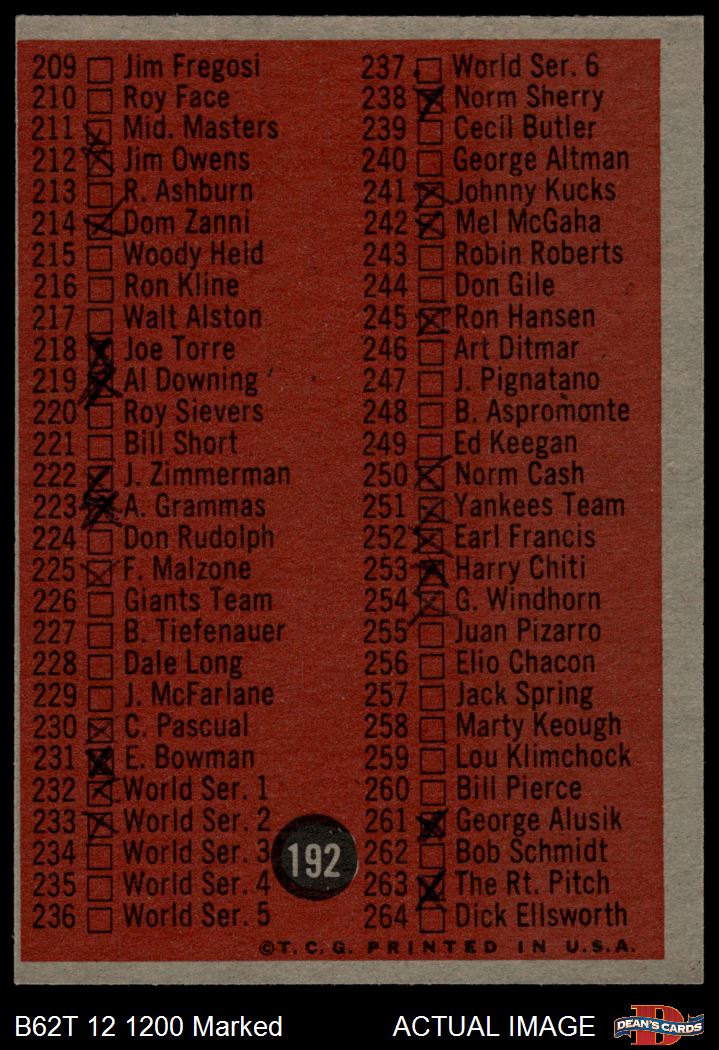 209 Jim Fregosi
210 Roy Face
211 Mid. Masters
212 Jim Owens
213 R. Ashburn
214 Dom Zanni
215 Woody Held
216 Ron Kline
217 Walt Alston
218 Joe Torre
219 Al Downing
220 Roy Sievers
221 Bill Short
222 J. Zimmerman
223 A. Grammas
224 Don Rudolph
225 F. Malzone
226 Giants Team
227 B. Tiefenauer
228 Dale Long
229 J. McFarlane
230 C. Pascual
231 E. Bowman
232 World Ser. 1
233 World Ser. 2
234 World Ser. 3
235 World Ser. 4
236 World Ser. 5
192
237 World Ser. 6
238 Norm Sherry
239 Cecil Butler
240 George Altman
241 Johnny Kucks
242 Mel McGaha
243 Robin Roberts
244 Don Gile
245 Ron Hansen
246 Art Ditmar
247 J. Pignatano
248 B. Aspromonte
249 Ed Keegan
250 Norm Cash
251 Yankees Team
252 Earl Francis
253 Harry Chiti
254 G. Windhorn
255 Juan Pizarro
256 Elio Chacon
257 Jack Spring
258 Marty Keough
259 Lou Klimchock
260 Bill Pierce
261 George Alusik
262 Bob Schmidt
263 The Rt. Pitch
264 Dick Ellsworth
©T.C.G. PRINTED IN U.S.A.
B62T 12 1200 Marked
ACTUAL IMAGE
DEAN'S CARDS